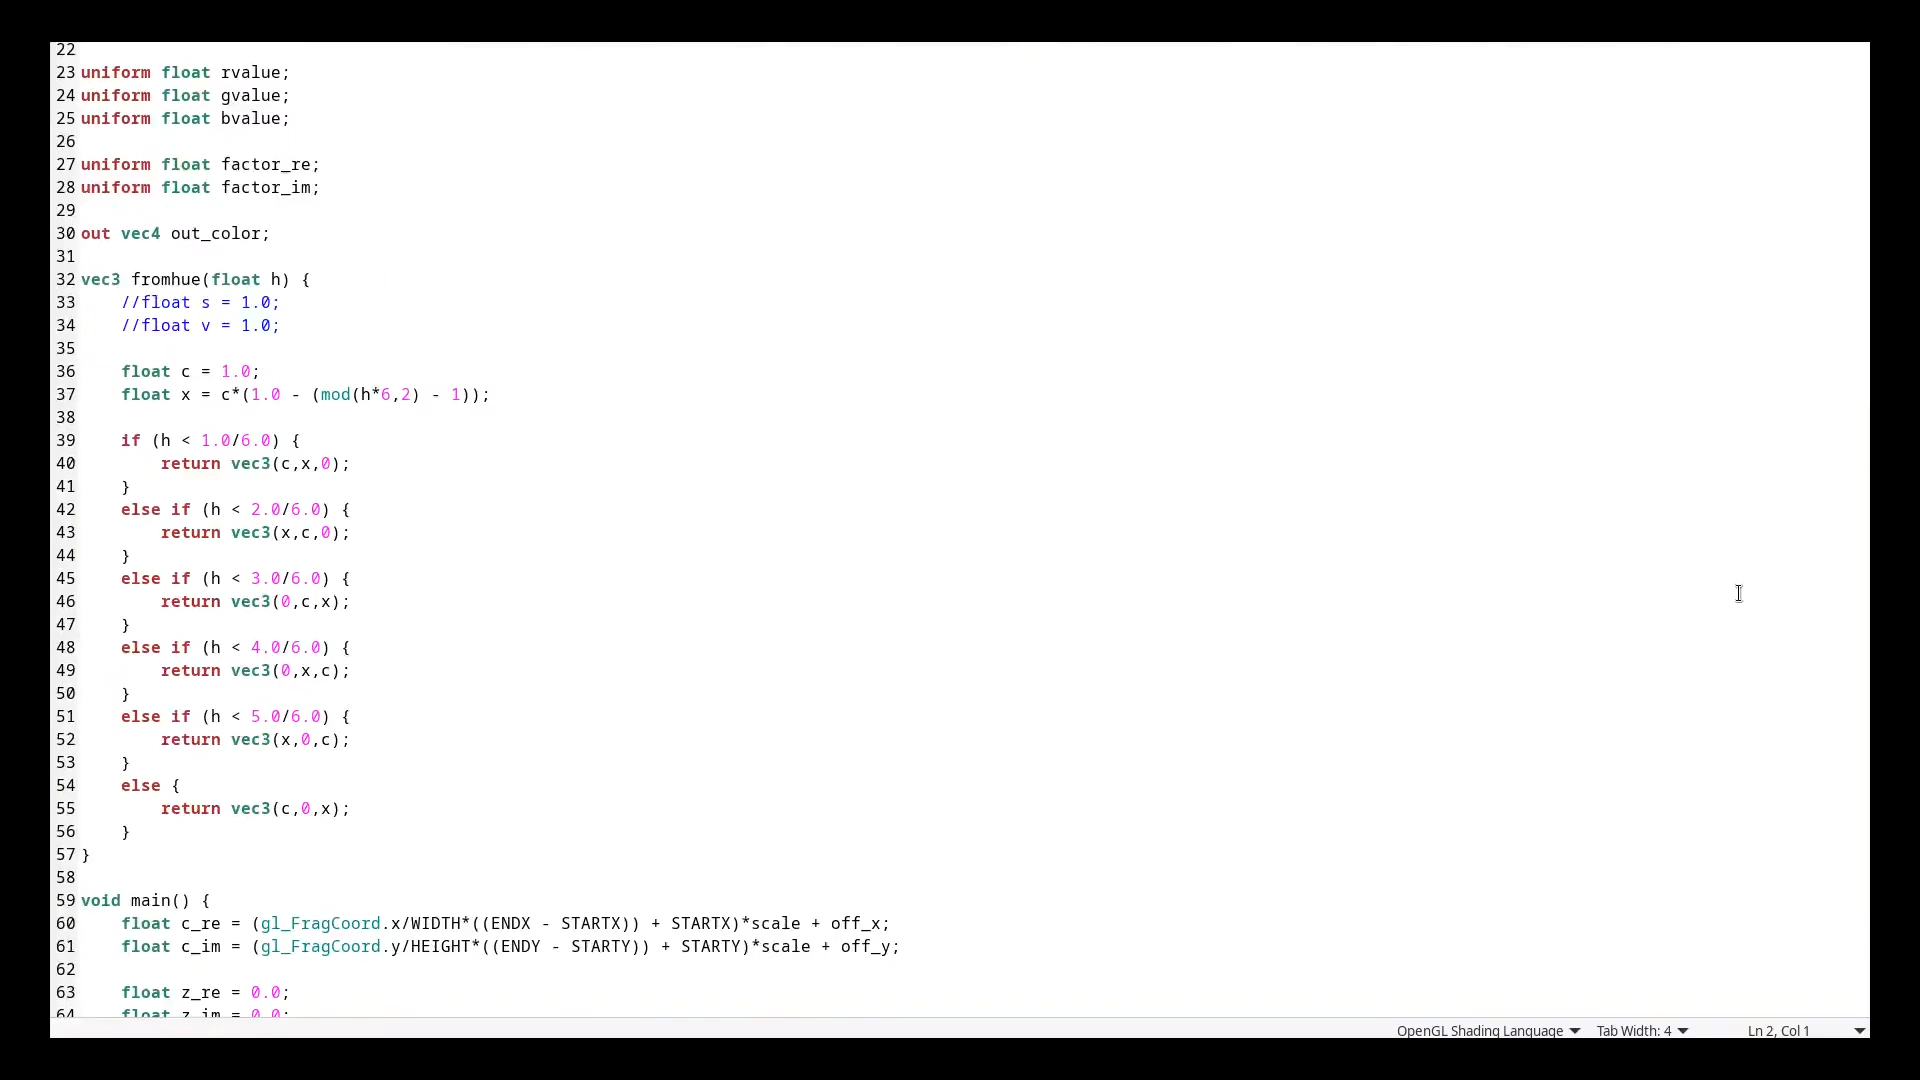 22
23 uniform float rvalue;
24 uniform float gvalue;
25 uniform float bvalue;
26
27 uniform float factor_re;
28 uniform float factor_im;
29
30 out vec4 out_color;
31
32 vec3 fromhue(float h) {
33     //float s = 1.0;
34     //float v = 1.0;
35
36     float c = 1.0;
37     float x = c*(1.0 - (mod(h*6,2) - 1));
38
39     if (h < 1.0/6.0) {
40         return vec3(c,x,0);
41     }
42     else if (h < 2.0/6.0) {
43         return vec3(x,c,0);
44     }
45     else if (h < 3.0/6.0) {
46         return vec3(0,c,x);
47     }
48     else if (h < 4.0/6.0) {
49         return vec3(0,x,c);
50     }
51     else if (h < 5.0/6.0) {
52         return vec3(x,0,c);
53     }
54     else {
55         return vec3(c,0,x);
56     }
57 }
58
59 void main() {
60     float c_re = (gl_FragCoord.x/WIDTH*((ENDX - STARTX)) + STARTX)*scale + off_x;
61     float c_im = (gl_FragCoord.y/HEIGHT*((ENDY - STARTY)) + STARTY)*scale + off_y;
62
63     float z_re = 0.0;
64     float z_im = 0.0;
OpenGL Shading Language Tab Width: 4 Ln 2, Col 1